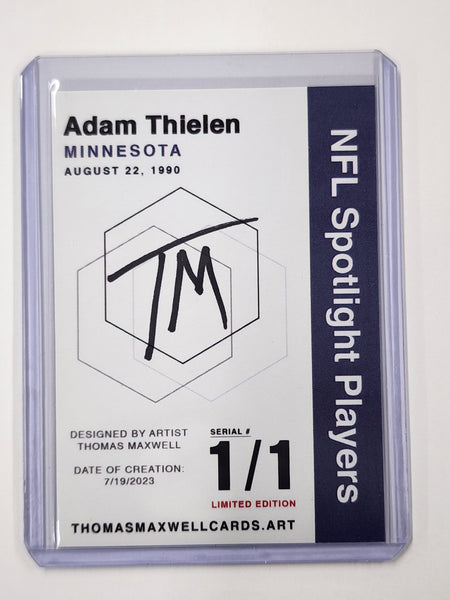 Adam Thielen
MINNESOTA
AUGUST 22, 1990
NFL Spotlight Players
TM
DESIGNED BY ARTIST
THOMAS MAXWELL
DATE OF CREATION:
7/19/2023
SERIAL #
1/1
LIMITED EDITION
THOMASMAXWELLCARDS.ART